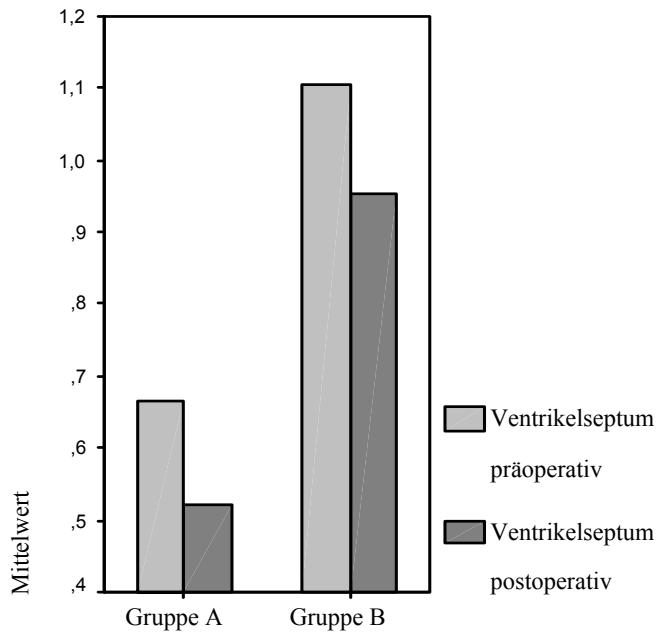 1,2
1,1
1,0
,9
,8
,7
,6
,5
,4
Mittelwert
Gruppe A
Gruppe B
Ventrikelseptum
präoperativ
Ventrikelseptum
postoperativ